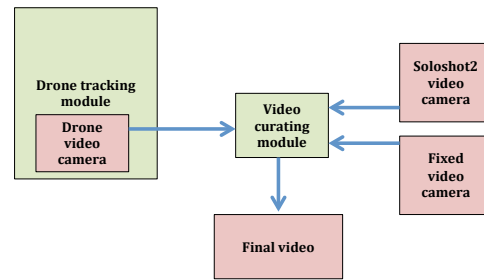 Drone tracking
module
Drone
video
camera
Video
curating
module
Soloshot2
video
camera
Fixed
video
camera
Final video